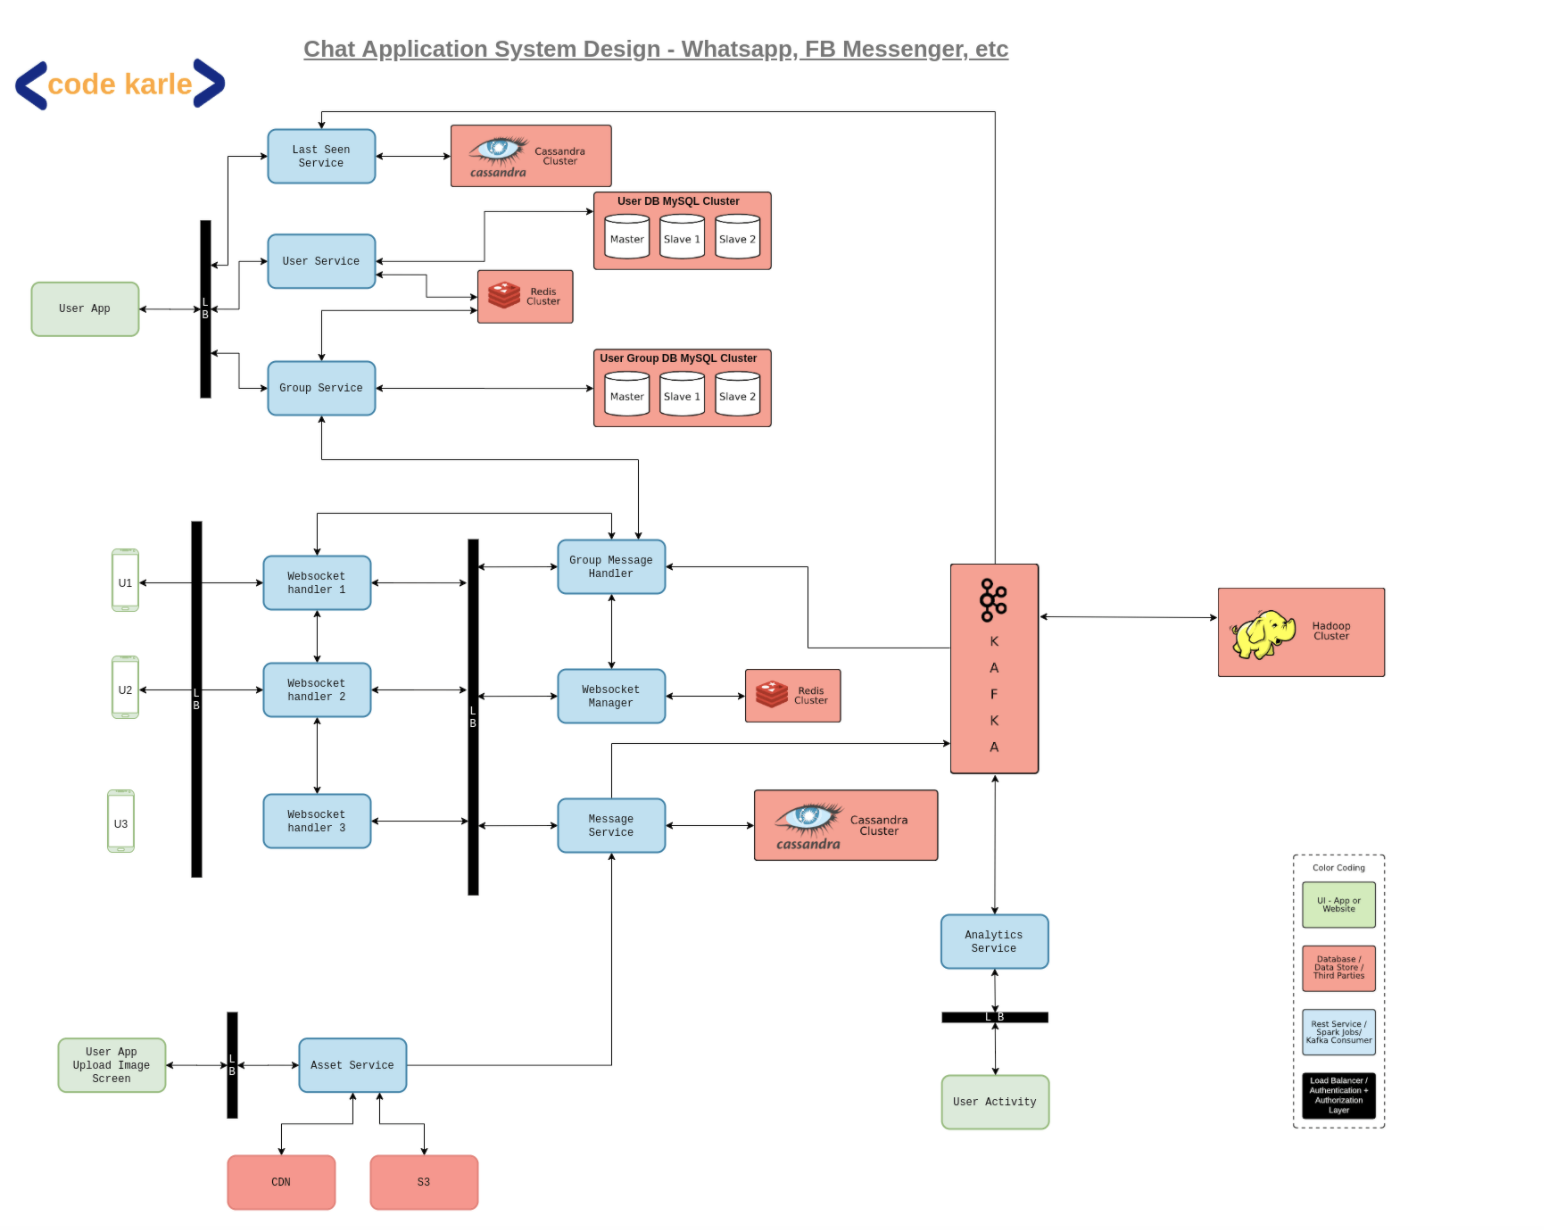 Chat Application System Design - Whatsapp, FB Messenger, etc
<code karle>
Last Seen
Service
cassandra
Cassandra
Cluster
User DB MySQL Cluster
Master
Slave 1
Slave 2
User Service
Redis
Cluster
User App
L
B
User Group DB MySQL Cluster
Master
Slave 1
Slave 2
Group Service
U1
Websocket
handler 1
Group Message
Handler
K
A
F
K
A
Hadoop
Cluster
U2
L
B
Websocket
handler 2
L
B
Websocket
Manager
Redis
Cluster
U3
Websocket
handler 3
Message
Service
cassandra
Cassandra
Cluster
Analytics
Service
L B
User Activity
User App
Upload Image
Screen
L
B
Asset Service
CDN
S3
Color Coding
UI - App or
Website
Database /
Data Store /
Third Parties
Rest Service /
Spark Jobs/
Kafka Consumer
Load Balancer /
Authentication +
Authorization
Layer